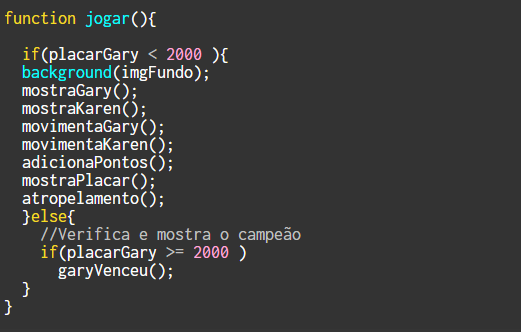 function jogar(){
if(placarGary < 2000 ){
background(imgFundo);
mostraGary();
mostraKaren();
movimentaGary();
movimentaKaren();
adicionaPontos();
mostraPlacar();
atropelamento();
}else{
//Verifica e mostra o campeão
if(placarGary >= 2000 )
garyVenceu();
}
}